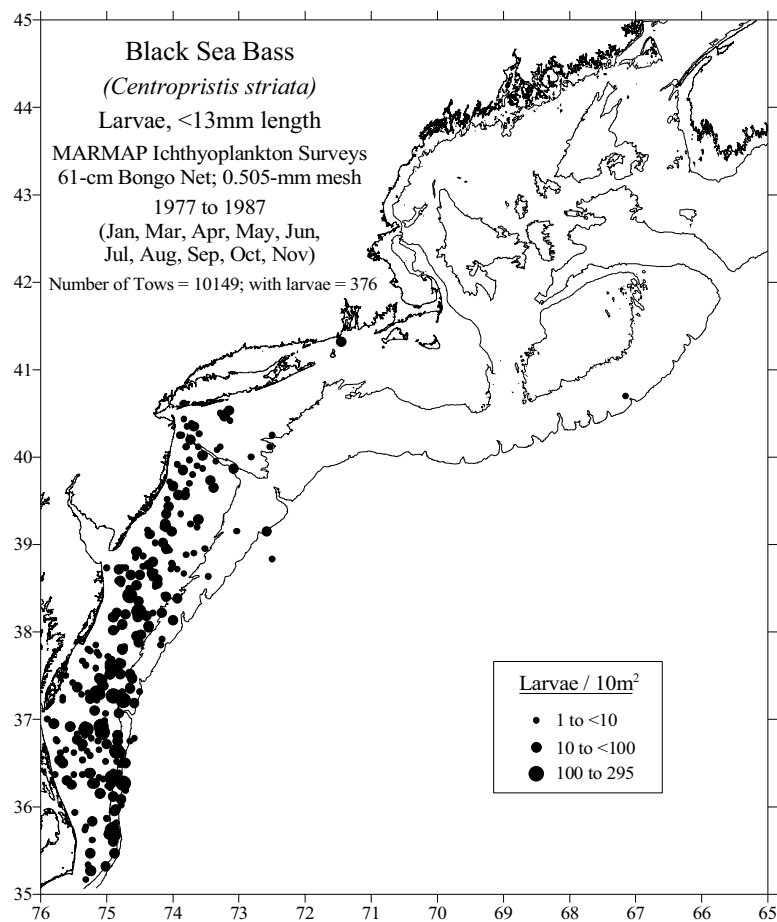 Black Sea Bass
(Centropristis striata)
Larvae, <13mm length
MARMAP Ichthyoplankton Surveys
61-cm Bongo Net; 0.505-mm mesh
1977 to 1987
(Jan, Mar, Apr, May, Jun,
Jul, Aug, Sep, Oct, Nov)
Number of Tows = 10149; with larvae = 376
45
44
43
42
41
40
39
38
37
36
35
Larvae / 10m²
1 to <10
10 to <100
100 to 295
76 75 74 73 72 71 70 69 68 67 66 65